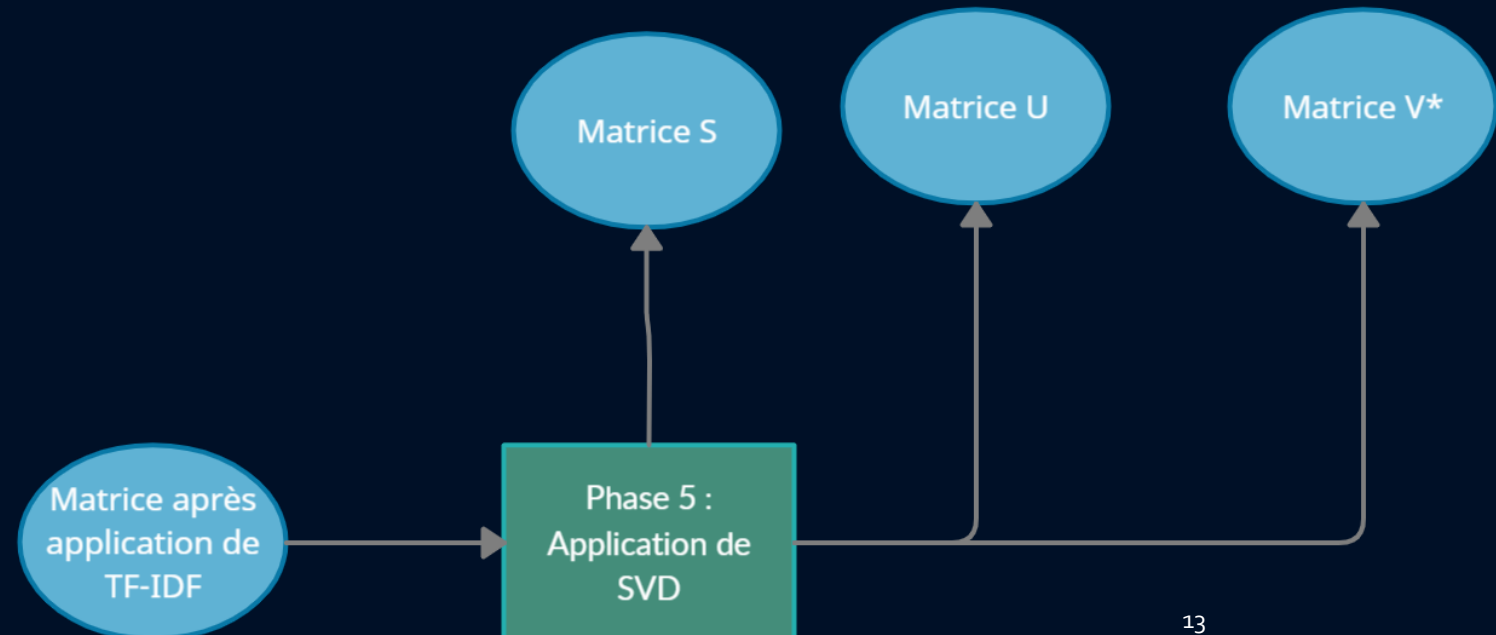 Matrice S
Matrice U
Matrice V*
Matrice après
application de
TF-IDF
Phase 5 :
Application de
SVD
13